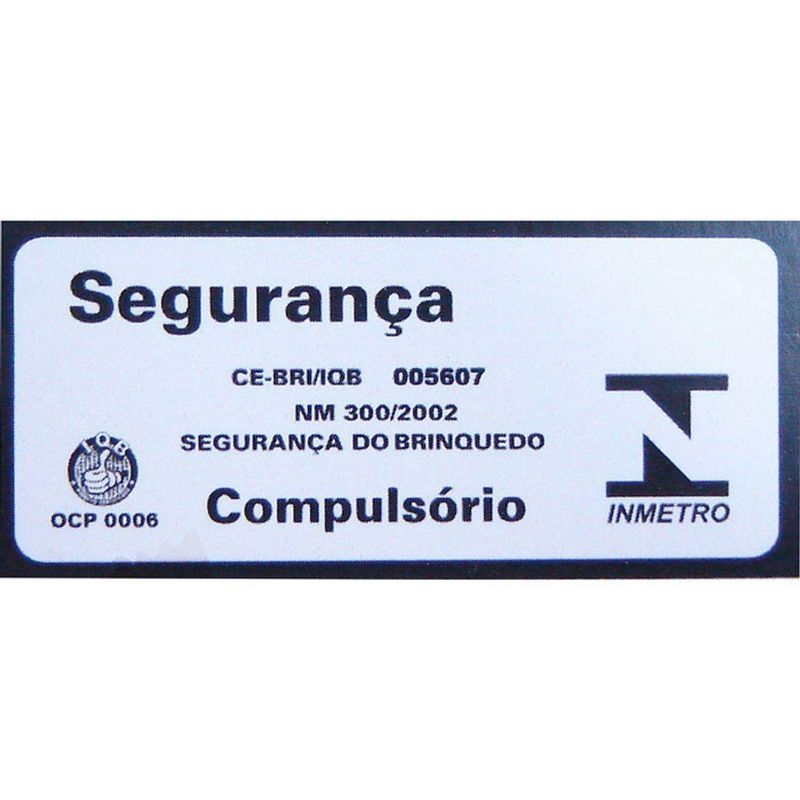 Segurança
CE-BRI/IQB 005607
NM 300/2002
SEGURANÇA DO BRINQUEDO
IQB
OCP 0006
Compulsório
INMETRO